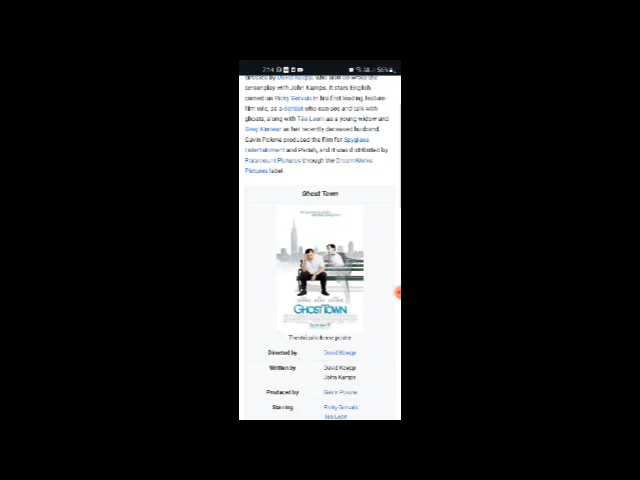 7:14 56%
directed by David Koepp, who also co-wrote the
screenplay with John Kamps. It stars English
comedian Ricky Gervais in his first leading feature
film role, as a dentist who can see and talk with
ghosts, along with Téa Leoni as a young widow and
Greg Kinnear as her recently deceased husband.
Gavin Polone produced the film for Spyglass
Entertainment and Pariah, and it was distributed by
Paramount Pictures through the DreamWorks
Pictures label.
Ghost Town
GHOST TOWN
Theatrical release poster
Directed by David Koepp
Written by David Koepp
John Kamps
Produced by Gavin Polone
Starring Ricky Gervais
Téa Leoni